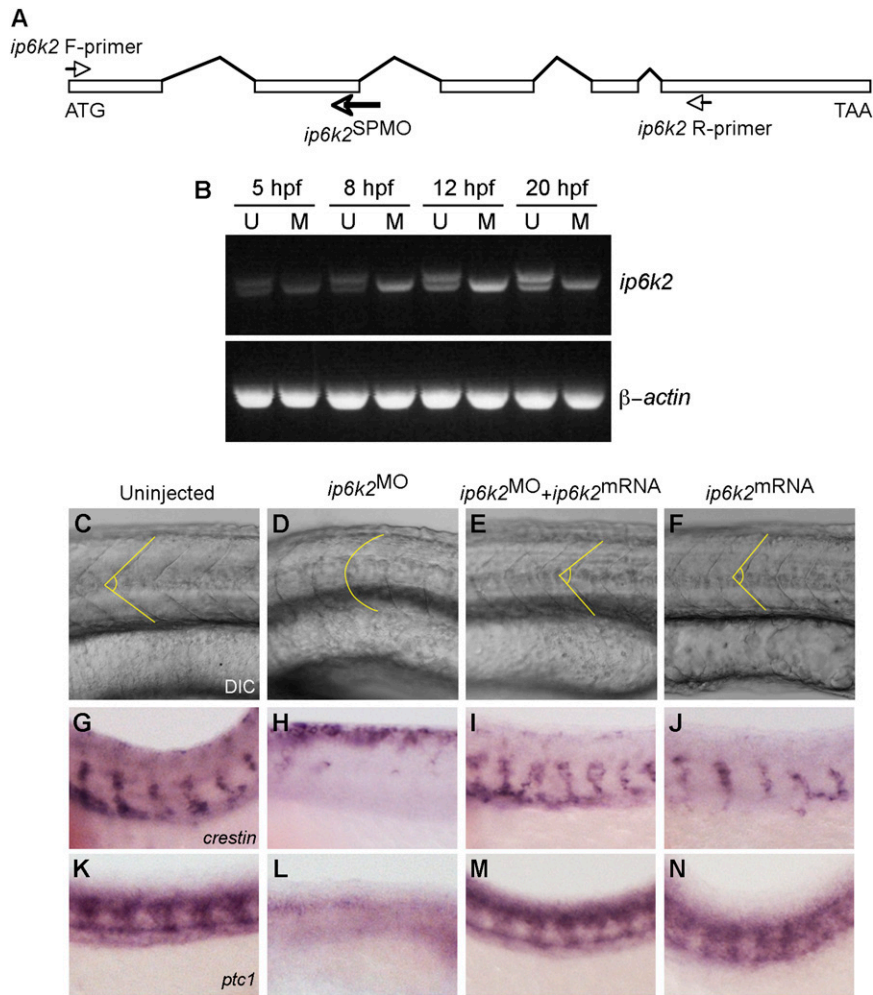 A
ip6k2 F-primer
ATG
ip6k2SPMO
ip6k2 R-primer
TAA
B
5 hpf 8 hpf 12 hpf 20 hpf
U M U M U M U M
ip6k2
β-actin
Uninjected ip6k2MO ip6k2MO+ip6k2mRNA ip6k2mRNA
C D E F
DIC
G H I J
crestin
K L M N
ptc1